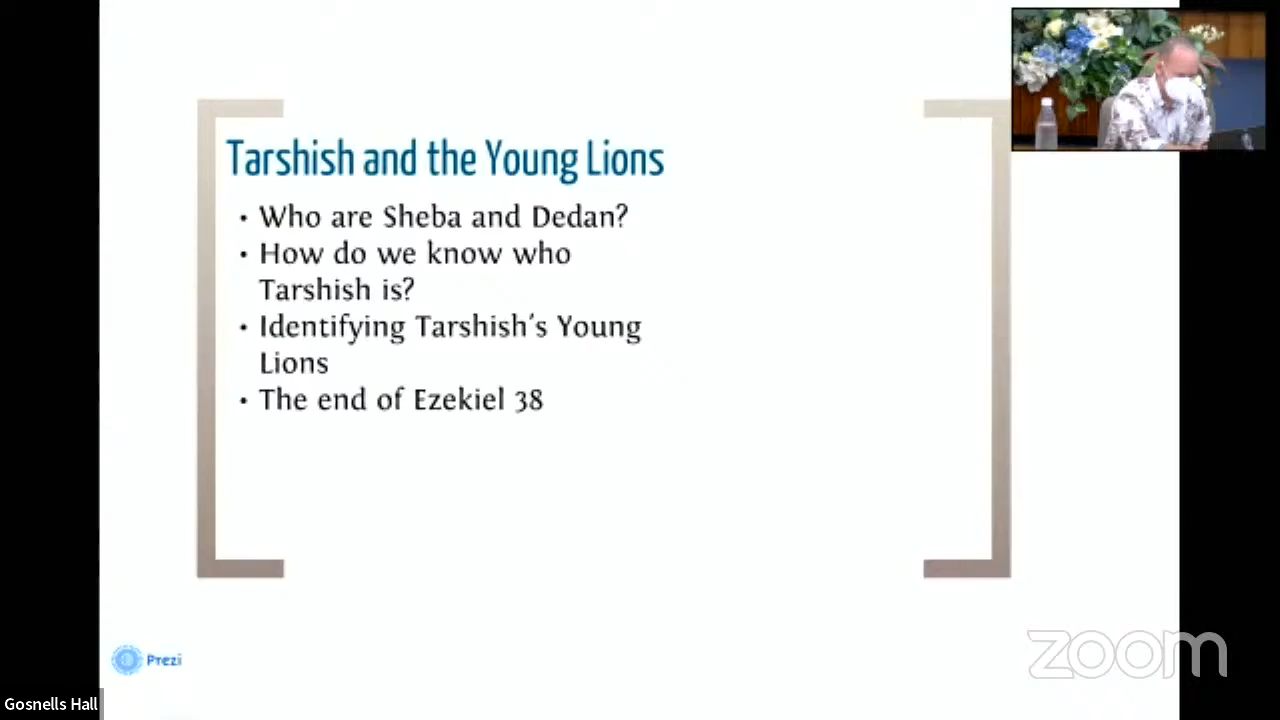 Tarshish and the Young Lions
• Who are Sheba and Dedan?
• How do we know who
Tarshish is?
• Identifying Tarshish's Young
Lions
• The end of Ezekiel 38
Prezi
zoom
Gosnells Hall